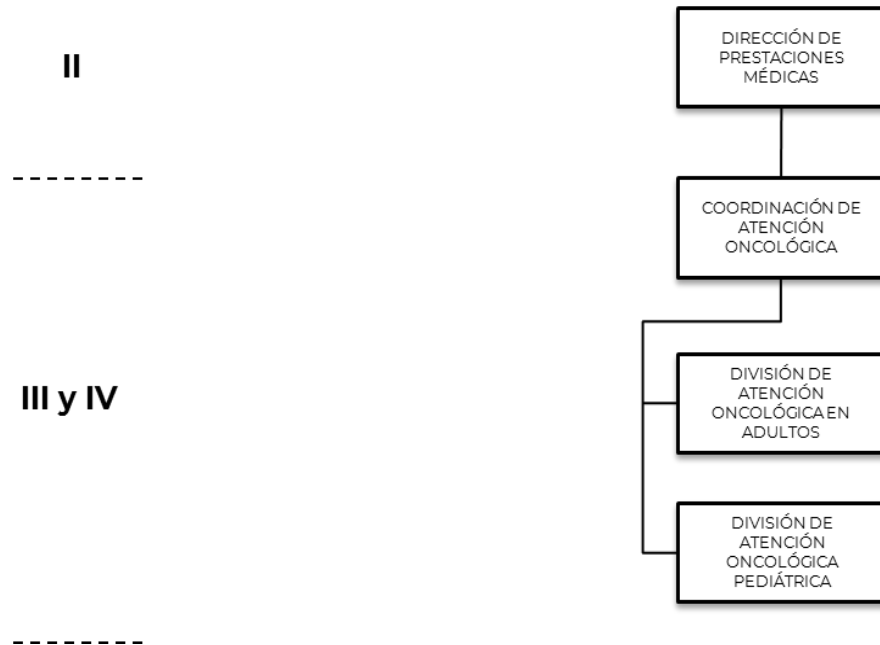 II
DIRECCIÓN DE
PRESTACIONES
MÉDICAS
--------
COORDINACIÓN DE
ATENCIÓN
ONCOLÓGICA
III y IV
DIVISIÓN DE
ATENCIÓN
ONCOLÓGICA EN
ADULTOS
DIVISIÓN DE
ATENCIÓN
ONCOLÓGICA
PEDIÁTRICA
--------